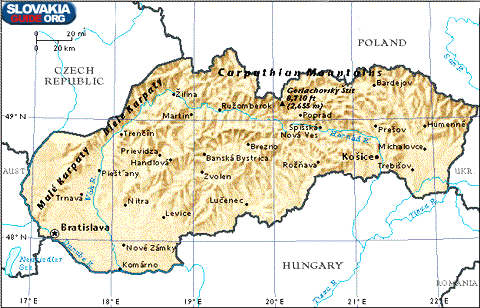 SLOVAKIA
GUIDE.ORG
0 20 mi
0 20 km
CZECH
REPUBLIC
POLAND
Carpathian Mountains
Gerlachovský Štít
8,710 ft
(2,655 m)
Bardejov
Biele Karpaty
Žilina
Martin
Ružomberok
Poprad
49°N
49°N
Spišská
Nová Ves
Hornád R.
Prešov
Humenné
Trenčín
Prievidza
Handlová
Brezno
Banská Bystrica
Košice
Michalovce
Rožňava
Trebišov
Malé Karpaty
Váh R.
Piešťany
Zvolen
AUST
UKR
Trnava
Nitra
Levice
Lučenec
Bratislava
Tisza R.
48°N
48°N
Nové Zámky
Komárno
Danube R.
Neusiedler
See
HUNGARY
Tisza R.
ROMANIA
17°E
18°E
19°E
20°E
21°E
22°E